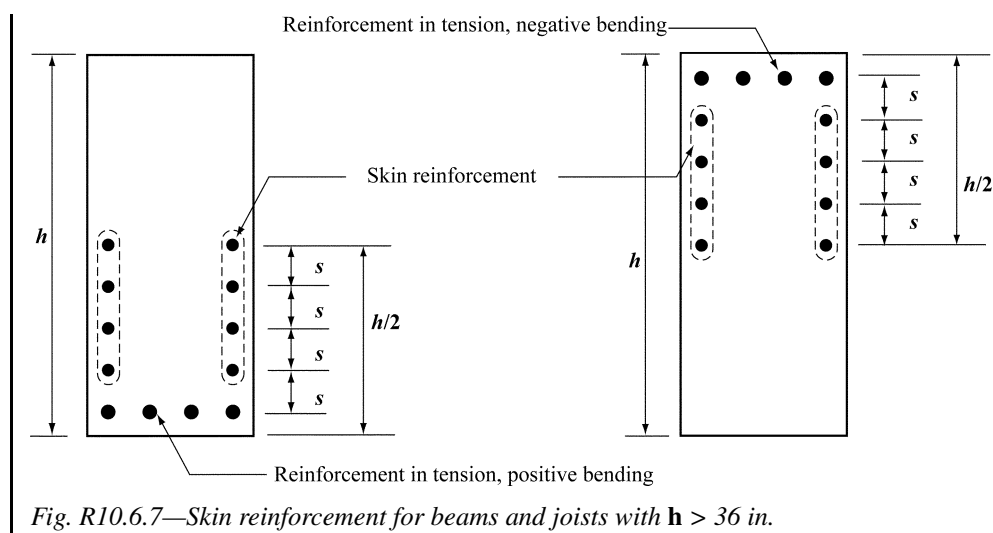 Reinforcement in tension, negative bending
Skin reinforcement
h
s
s
s
s
h/2
h
s
s
s
s
h/2
Reinforcement in tension, positive bending
Fig. R10.6.7—Skin reinforcement for beams and joists with h > 36 in.